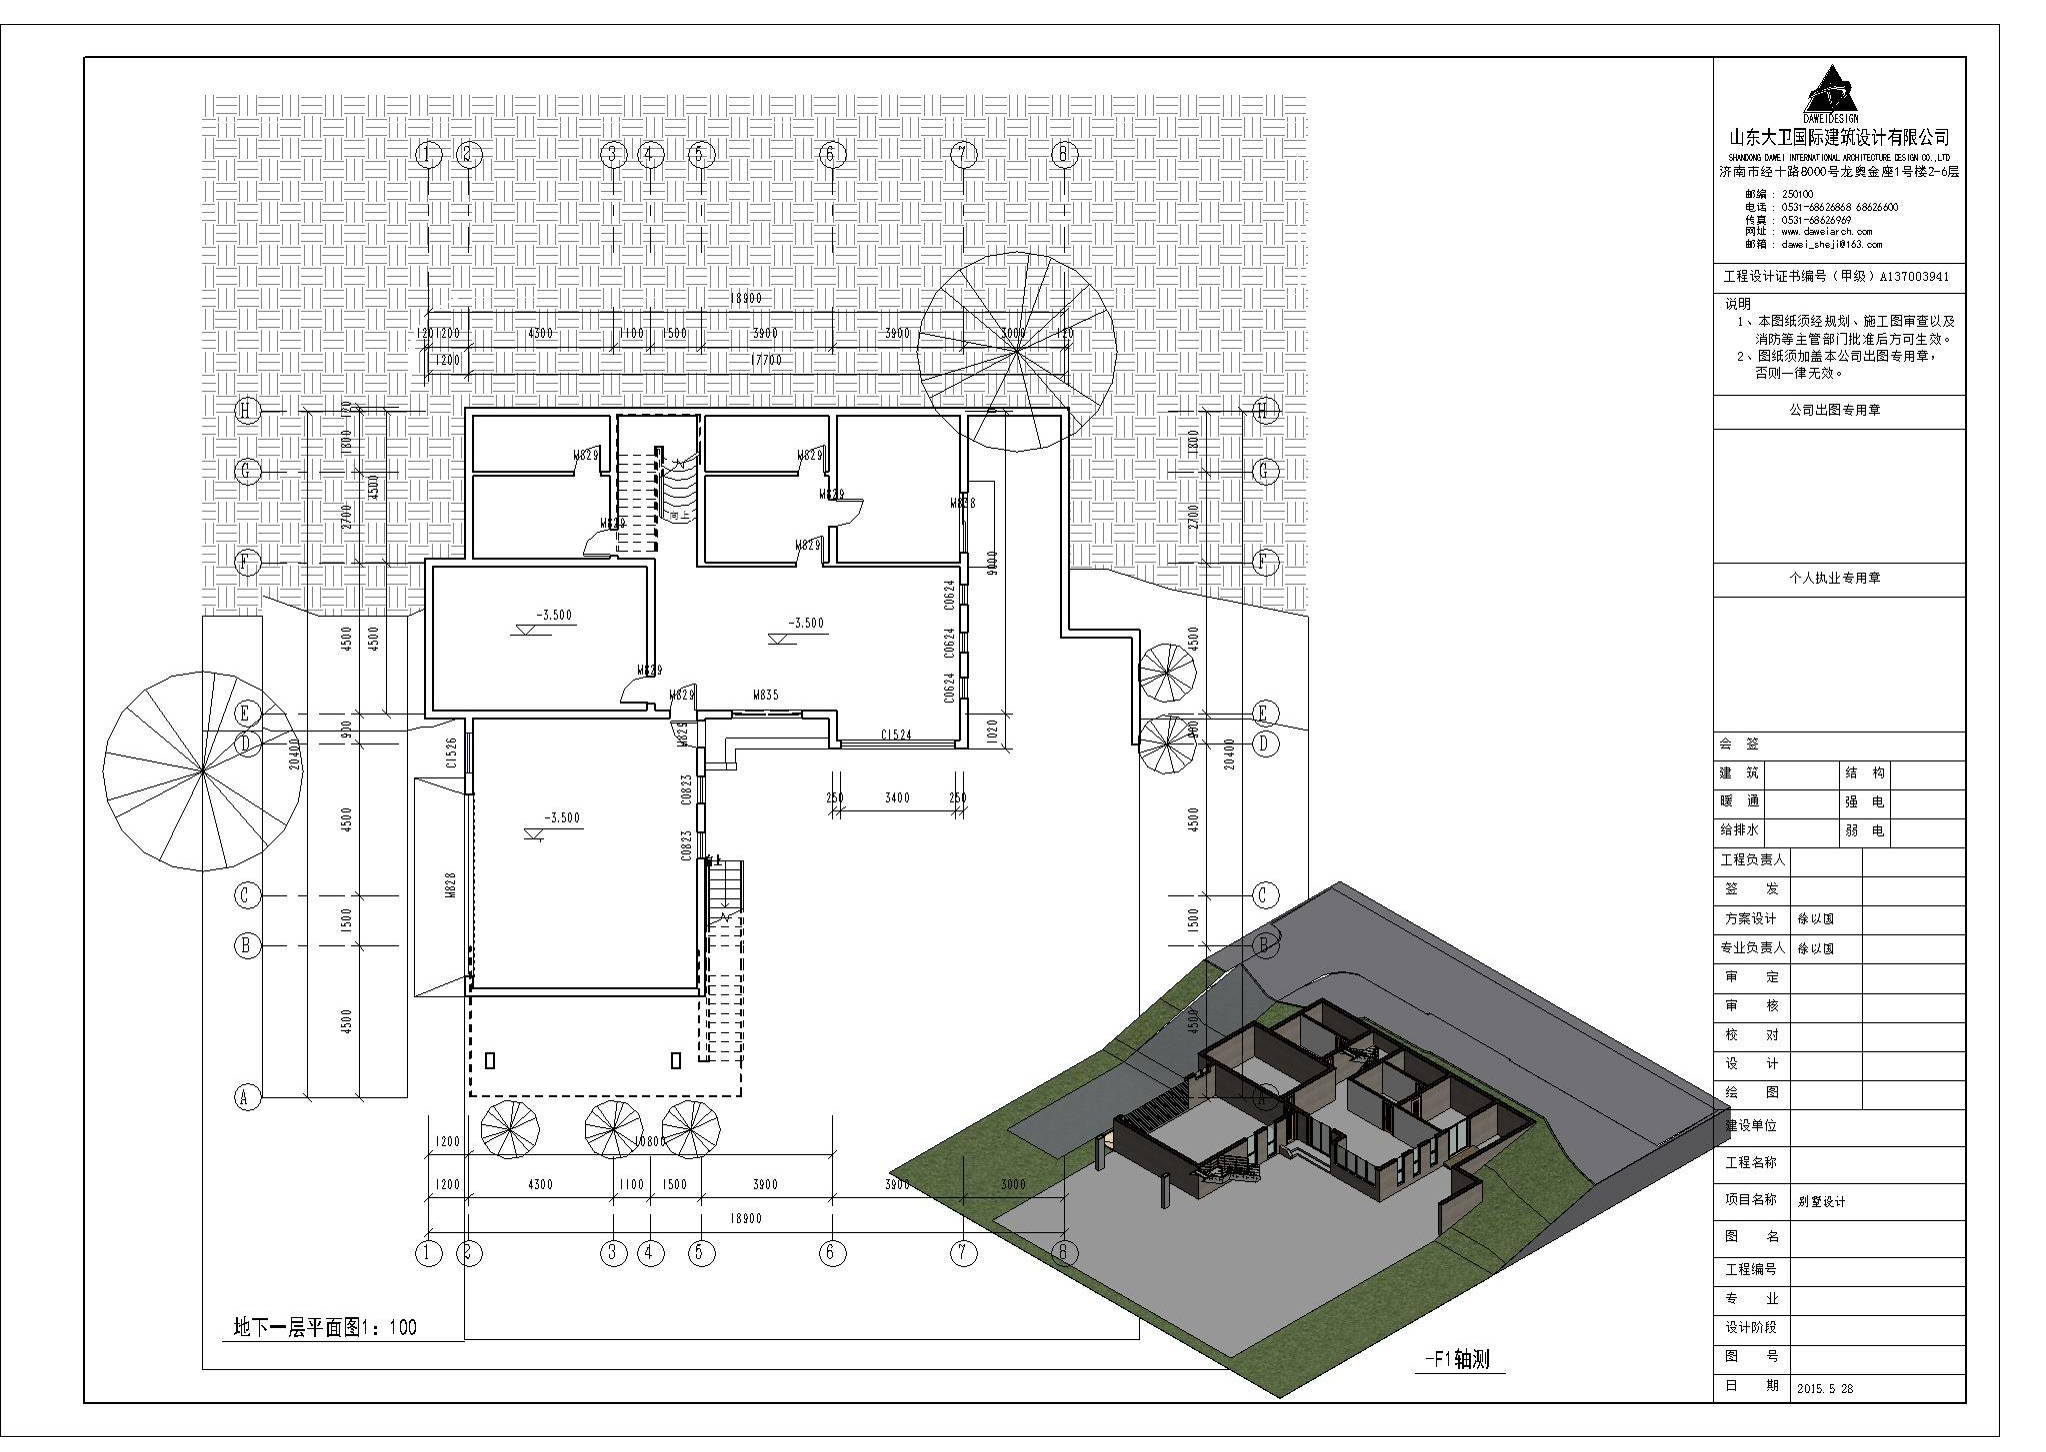 1 2 3 4 5 6 7 8
18900
120 1200 4300 1100 1500 3900 3900 3000 120
1200 17700
H G F E D C B A
H G F E D C B A
120 1800 2700 4500 900 4500 1500 4500
4500 4500
20400
1800 2700 4500 900 4500 1500 4500
20400
M829 M829
M829 M829 M838
向上
M829
9000
C0624
C0624
C0624
-3.500 -3.500
M829
M829 M835
M829
C1526
C1524
1020
C0823
C0823
250 3400 250
-3.500
M828
1200 10800
1200 4300 1100 1500 3900 3900 3000
18900
1 2 3 4 5 6 7 8
地下一层平面图1：100
-F1轴测
DAWEIDESIGN
山东大卫国际建筑设计有限公司
SHANDONG DAWEI INTERNATIONAL ARCHITECTURE DESIGN CO.,LTD
济南市经十路8000号龙奥金座1号楼2-6层
邮编：250100
电话：0531-68626868 68626600
传真：0531-68626969
网址：www.daweiarch.com
邮箱：dawei_sheji@163.com
工程设计证书编号（甲级）A137003941
说明
1、本图纸须经规划、施工图审查以及
消防等主管部门批准后方可生效。
2、图纸须加盖本公司出图专用章，
否则一律无效。
公司出图专用章
个人执业专用章
会 签
建 筑 结 构
暖 通 强 电
给排水 弱 电
工程负责人
签 发
方案设计 徐以国
专业负责人 徐以国
审 定
审 核
校 对
设 计
绘 图
建设单位
工程名称
项目名称 别墅设计
图 名
工程编号
专 业
设计阶段
图 号
日 期 2015.5 28